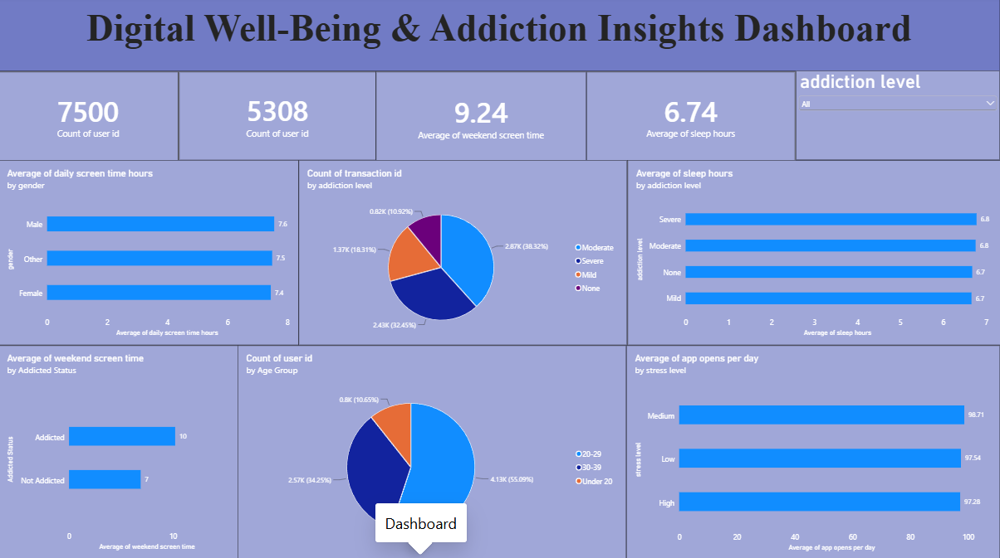 Digital Well-Being & Addiction Insights Dashboard
7500
Count of user id
5308
Count of user id
9.24
Average of weekend screen time
6.74
Average of sleep hours
addiction level
All
Average of daily screen time hours
by gender
gender
Male
7.6
Other
7.5
Female
7.4
0 2 4 6 8
Average of daily screen time hours
Count of transaction id
by addiction level
0.82K (10.92%)
1.37K (18.31%)
2.87K (38.32%)
2.43K (32.45%)
Moderate
Severe
Mild
None
Average of sleep hours
by addiction level
addiction level
Severe
6.8
Moderate
6.8
None
6.7
Mild
6.7
0 1 2 3 4 5 6 7
Average of sleep hours
Average of weekend screen time
by Addicted Status
Addicted Status
Addicted
10
Not Addicted
7
0 10
Average of weekend screen time
Count of user id
by Age Group
0.8K (10.65%)
2.57K (34.25%)
4.13K (55.09%)
20-29
30-39
Under 20
Dashboard
Average of app opens per day
by stress level
stress level
Medium
98.71
Low
97.54
High
97.28
0 20 40 60 80 100
Average of app opens per day